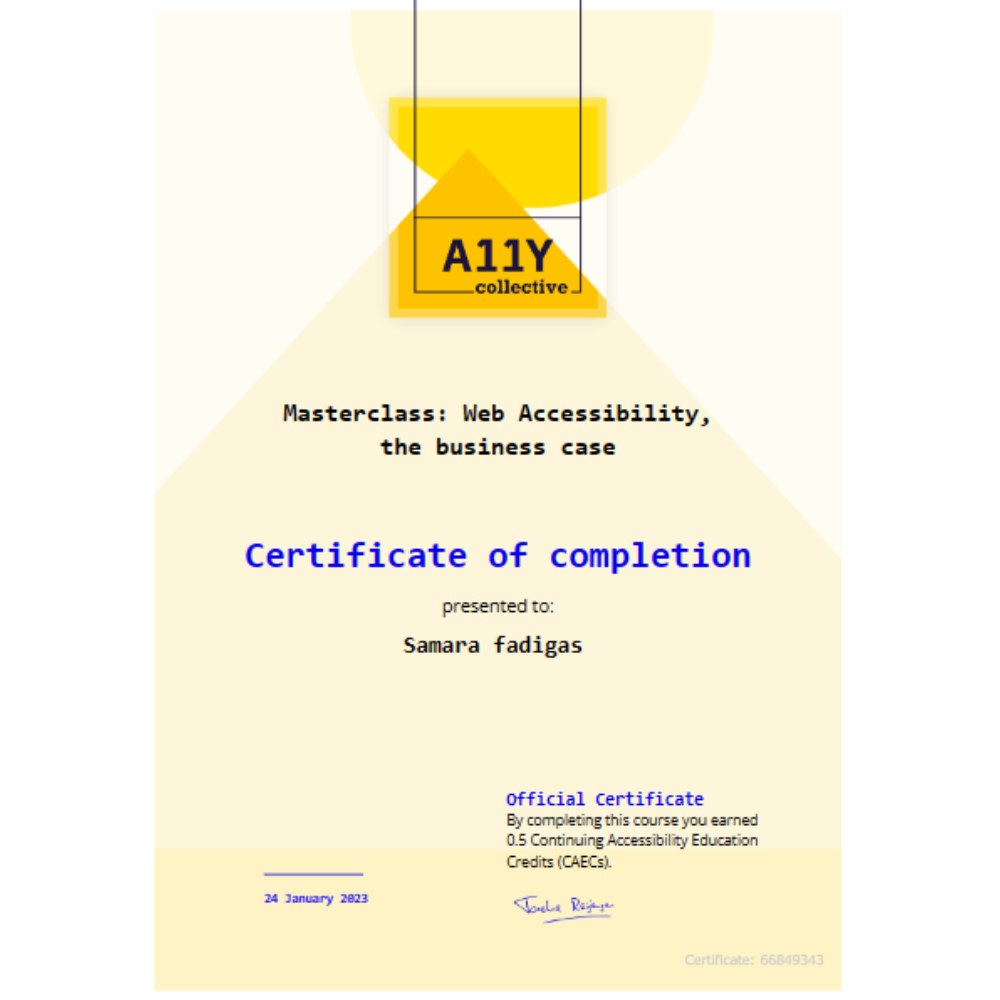 A11Y
collective
Masterclass: Web Accessibility,
the business case
Certificate of completion
presented to:
Samara fadigas
Official Certificate
By completing this course you earned
0.5 Continuing Accessibility Education
Credits (CAECs).
24 January 2023
Certificate: 66849343